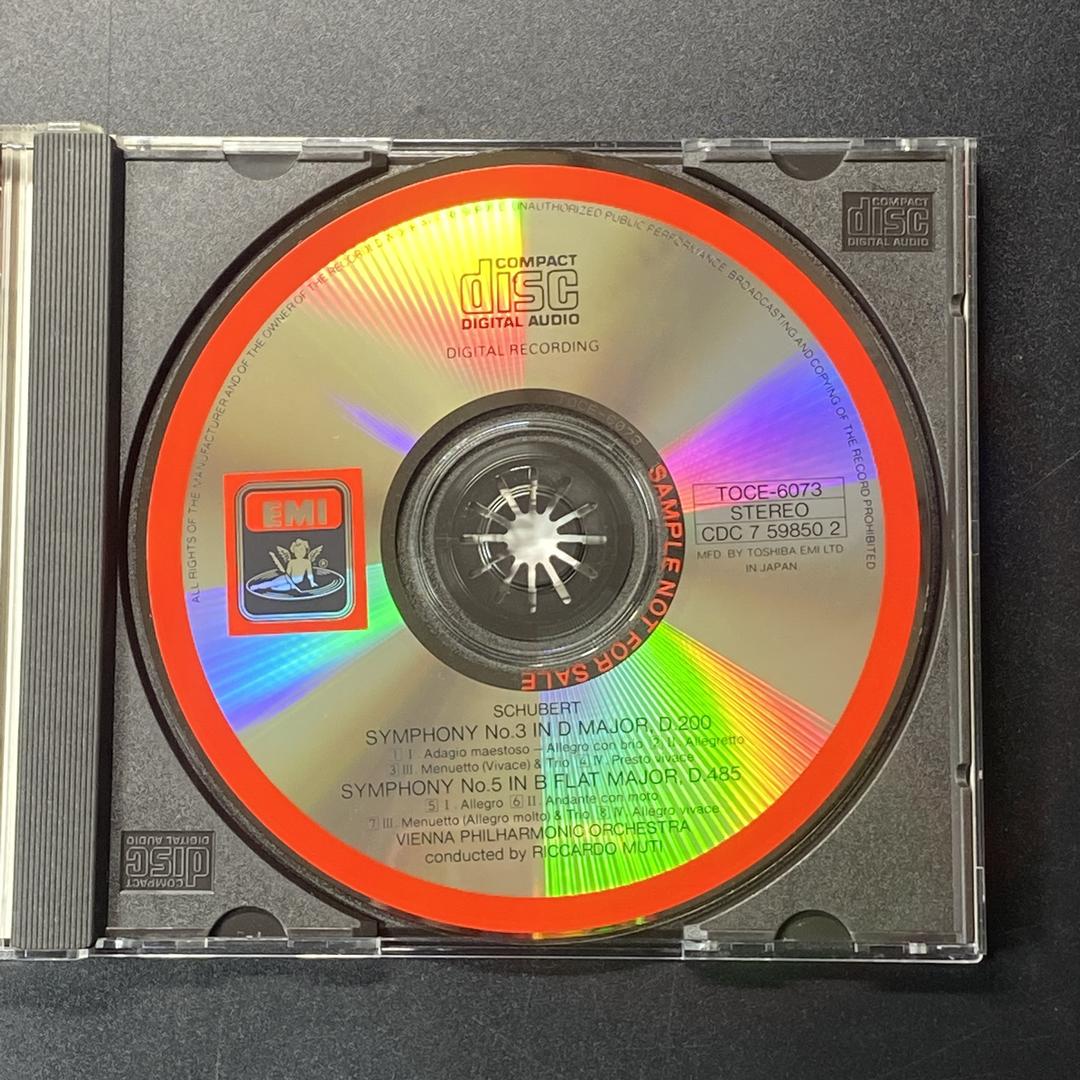 COMPACT
disc
DIGITAL AUDIO
DIGITAL RECORDING
ALL RIGHTS OF THE MANUFACTURER AND OF THE OWNER OF THE RECORDED UNAUTHORIZED PUBLIC PERFORMANCE BROADCASTING AND COPYING OF THE RECORD PROHIBITED
COMPACT
disc
DIGITAL AUDIO
TOCE-6073
EMI
®
TOCE-6073
STEREO
CDC 7 59850 2
MFD. BY TOSHIBA EMI LTD
IN JAPAN
SAMPLE NOT FOR SALE
SCHUBERT
SYMPHONY No.3 IN D MAJOR, D.200
1 I. Adagio maestoso – Allegro con brio 2 II. Allegretto
3 III. Menuetto (Vivace) & Trio 4 IV. Presto vivace
SYMPHONY No.5 IN B FLAT MAJOR, D.485
5 I. Allegro 6 II. Andante con moto
7 III. Menuetto (Allegro molto) & Trio 8 IV. Allegro vivace
VIENNA PHILHARMONIC ORCHESTRA
conducted by RICCARDO MUTI
COMPACT
disc
DIGITAL AUDIO